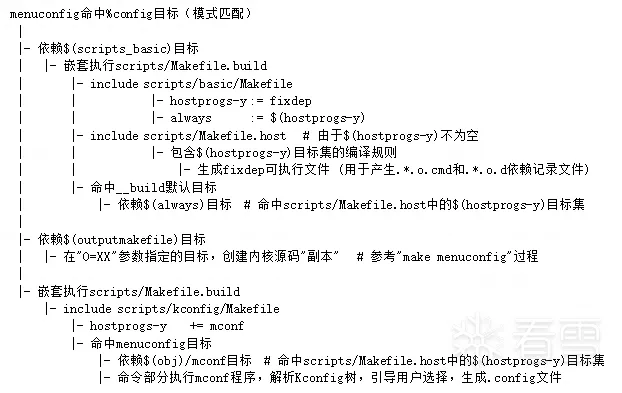 menuconfig命中%config目标（模式匹配）
|
|- 依赖$(scripts_basic)目标
| |- 嵌套执行scripts/Makefile.build
| |- include scripts/basic/Makefile
| | |- hostprogs-y := fixdep
| | |- always := $(hostprogs-y)
| |- include scripts/Makefile.host # 由于$(hostprogs-y)不为空
| | |- 包含$(hostprogs-y)目标集的编译规则
| | |- 生成fixdep可执行文件 (用于产生.*.o.cmd和.*.o.d依赖记录文件)
| |- 命中__build默认目标
| |- 依赖$(always)目标 # 命中scripts/Makefile.host中的$(hostprogs-y)目标集
|
|- 依赖$(outputmakefile)目标
| |- 在"O=XX"参数指定的目标, 创建内核源码"副本" # 参考"make menuconfig"过程
|
|- 嵌套执行scripts/Makefile.build
|- include scripts/kconfig/Makefile
|- hostprogs-y += mconf
|- 命中menuconfig目标
|- 依赖$(obj)/mconf目标 # 命中scripts/Makefile.host中的$(hostprogs-y)目标集
|- 命令部分执行mconf程序, 解析Kconfig树, 引导用户选择, 生成.config文件
看雪